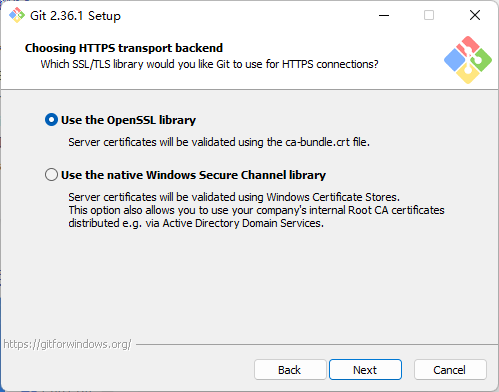 Git 2.36.1 Setup
Choosing HTTPS transport backend
Which SSL/TLS library would you like Git to use for HTTPS connections?
Use the OpenSSL library
Server certificates will be validated using the ca-bundle.crt file.
Use the native Windows Secure Channel library
Server certificates will be validated using Windows Certificate Stores.
This option also allows you to use your company's internal Root CA certificates
distributed e.g. via Active Directory Domain Services.
https://gitforwindows.org/
Back Next Cancel